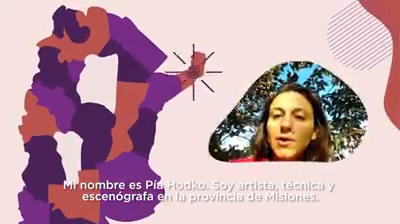 Mi nombre es Pía Hodko. Soy artista, técnica y
escenógrafa en la provincia de Misiones.